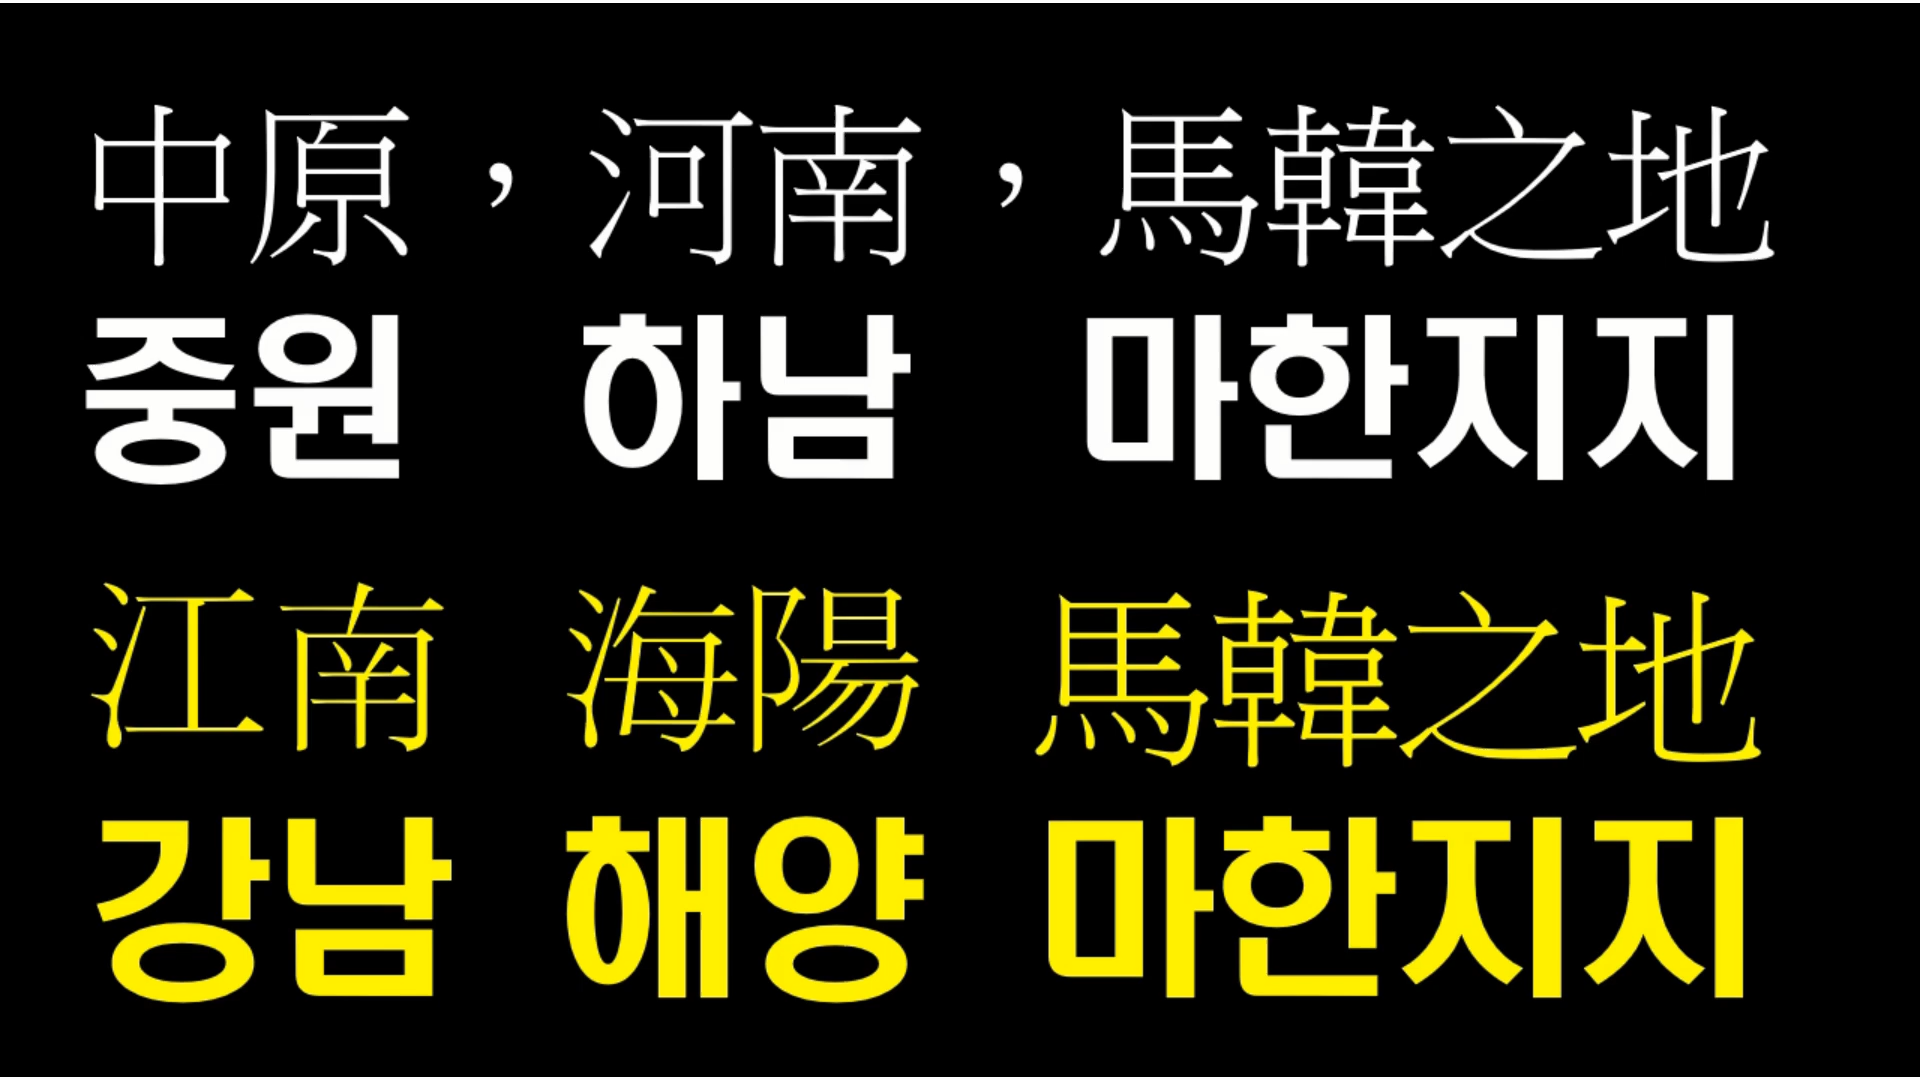 中原，河南，馬韓之地
중원 하남 마한지지
江南 海陽 馬韓之地
강남 해양 마한지지